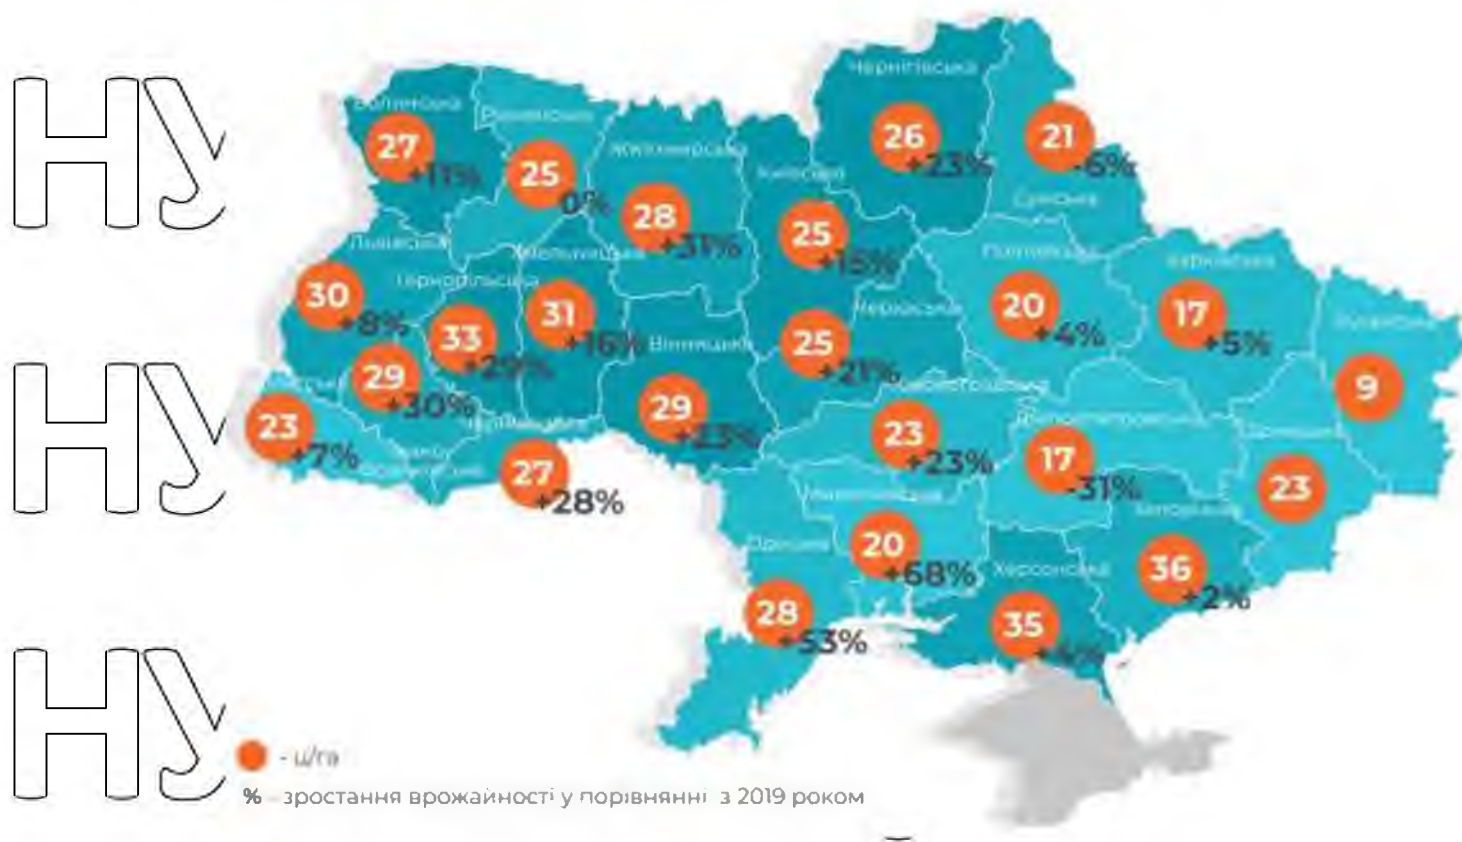 Чернігівська
26
+23%
21
-6%
Сумська
НУ
Волинська
27
+11%
Рівненська
25
0%
Житомирська
28
+31%
Київська
25
+15%
Львівська
30
+8%
Тернопільська
33
+29%
Хмельницька
31
+16%
Вінницька
29
+23%
Черкаська
25
+21%
Полтавська
20
+4%
Харківська
17
+5%
Луганська
9
НУ
23
+7%
29
+30%
Чернівецька
27
+28%
23
+23%
Дніпропетровська
17
-31%
23
Запорізька
36
+2%
Миколаївська
20
+68%
Одеська
28
+53%
Херсонська
35
НУ
- ц/га
% - зростання врожайності у порівнянні з 2019 роком